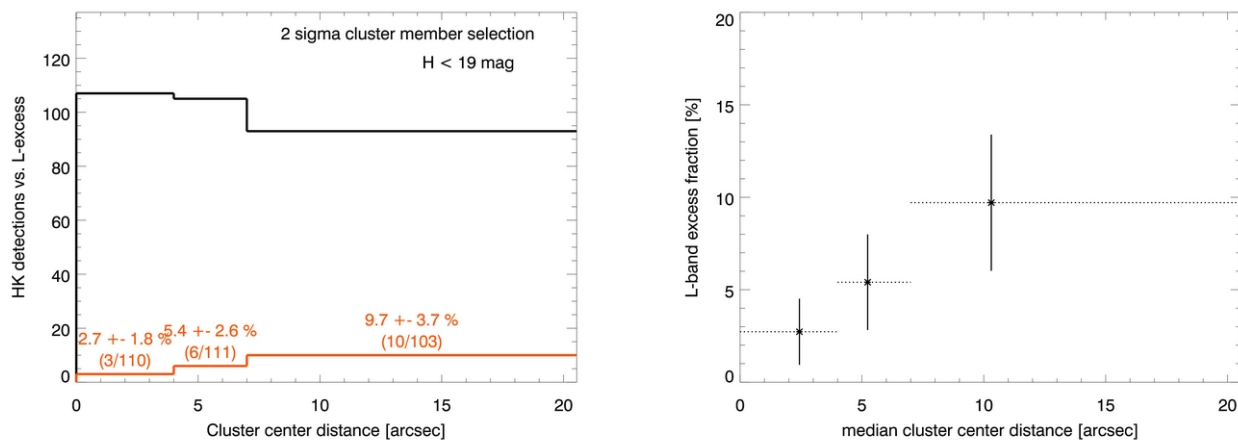 2 sigma cluster member selection
H < 19 mag
HK detections vs. L-excess
120
100
80
60
40
20
0
2.7 +- 1.8 %
(3/110)
5.4 +- 2.6 %
(6/111)
9.7 +- 3.7 %
(10/103)
0 5 10 15 20
Cluster center distance [arcsec]
L-band excess fraction [%]
20
15
10
5
0
0 5 10 15 20
median cluster center distance [arcsec]